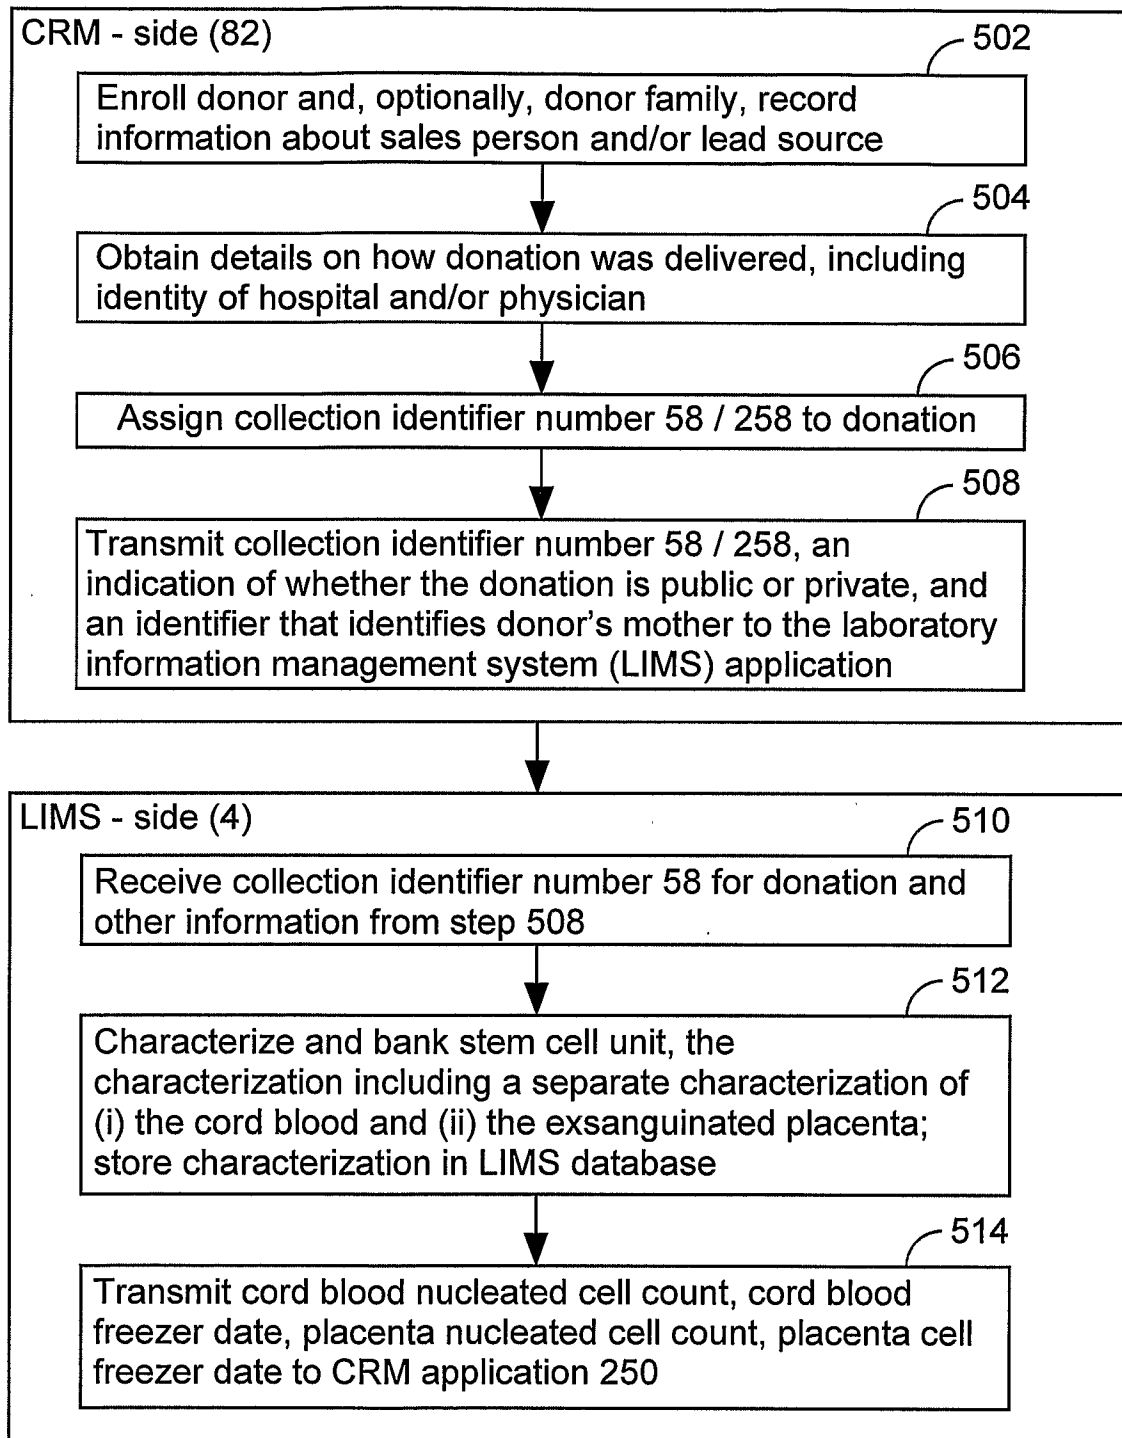 CRM - side (82)
502
Enroll donor and, optionally, donor family, record
information about sales person and/or lead source
504
Obtain details on how donation was delivered, including
identity of hospital and/or physician
506
Assign collection identifier number 58 / 258 to donation
508
Transmit collection identifier number 58 / 258, an
indication of whether the donation is public or private, and
an identifier that identifies donor's mother to the laboratory
information management system (LIMS) application
LIMS - side (4)
510
Receive collection identifier number 58 for donation and
other information from step 508
512
Characterize and bank stem cell unit, the
characterization including a separate characterization of
(i) the cord blood and (ii) the exsanguinated placenta;
store characterization in LIMS database
514
Transmit cord blood nucleated cell count, cord blood
freezer date, placenta nucleated cell count, placenta cell
freezer date to CRM application 250